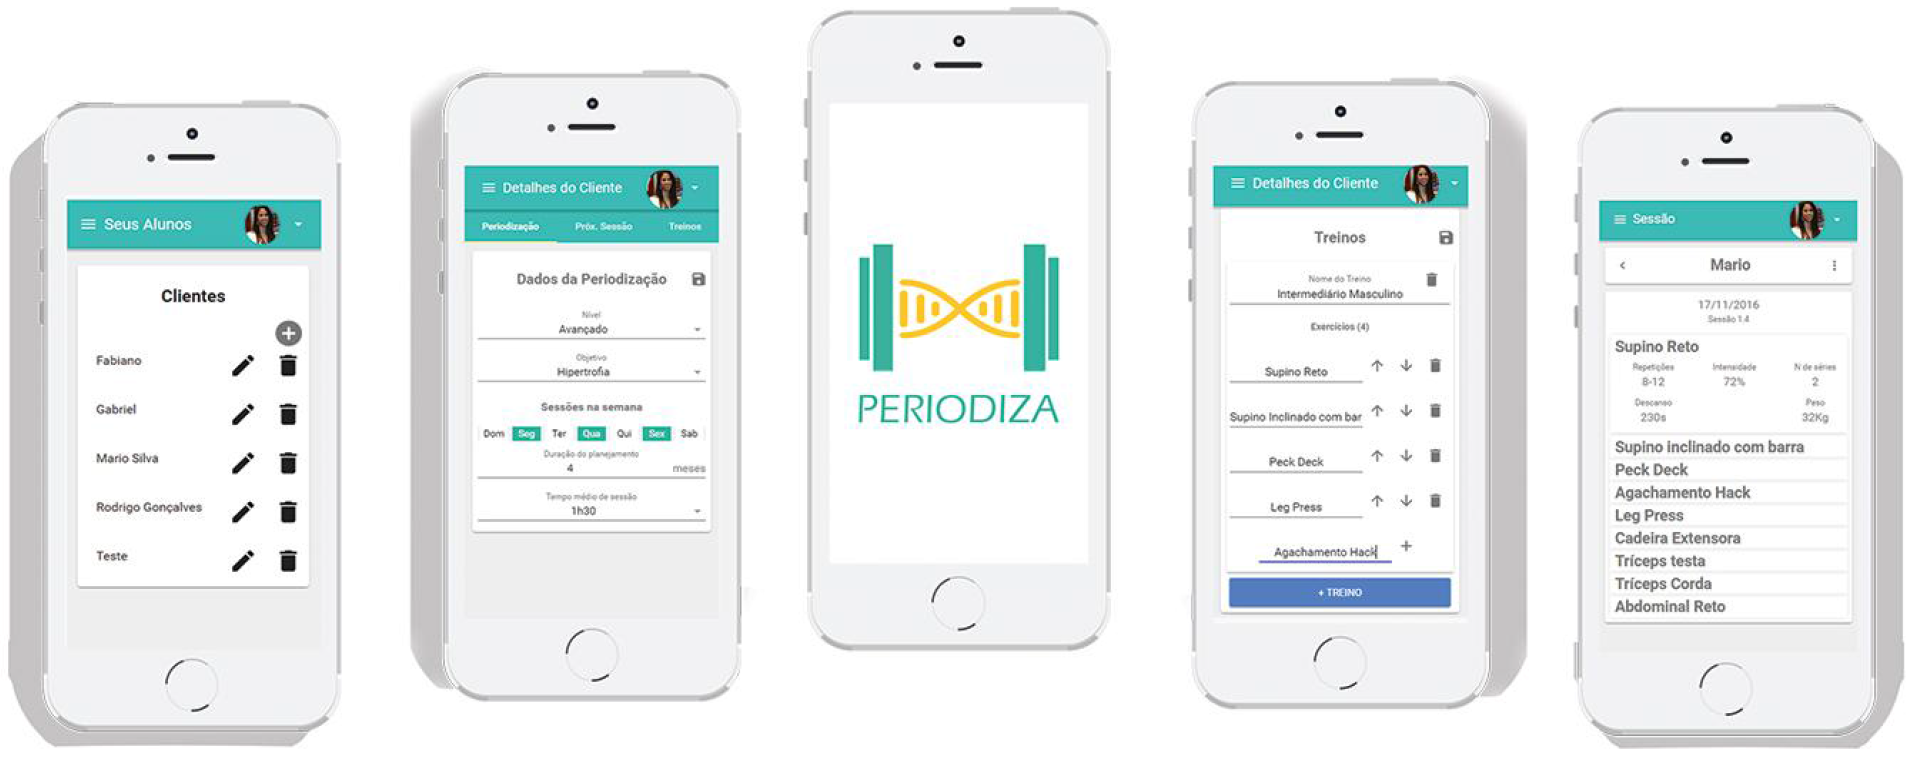 Seus Alunos
Clientes
Fabiano
Gabriel
Mario Silva
Rodrigo Gonçalves
Teste
Detalhes do Cliente
Periodização Próx. Sessão Treinos
Dados da Periodização
Nível
Avançado
Objetivo
Hipertrofia
Sessões na semana
Dom Seg Ter Qua Qui Sex Sab
Duração do planejamento
4 meses
Tempo médio de sessão
1h30
PERIODIZA
Detalhes do Cliente
Treinos
Nome do Treino
Intermediário Masculino
Exercícios (4)
Supino Reto
Supino Inclinado com bar
Peck Deck
Leg Press
Agachamento Hack
+ TREINO
Sessão
Mario
17/11/2016
Sessão 1.4
Supino Reto
Repetições Intensidade N de séries
8-12 72% 2
Descanso Peso
230s 32Kg
Supino inclinado com barra
Peck Deck
Agachamento Hack
Leg Press
Cadeira Extensora
Tríceps testa
Tríceps Corda
Abdominal Reto